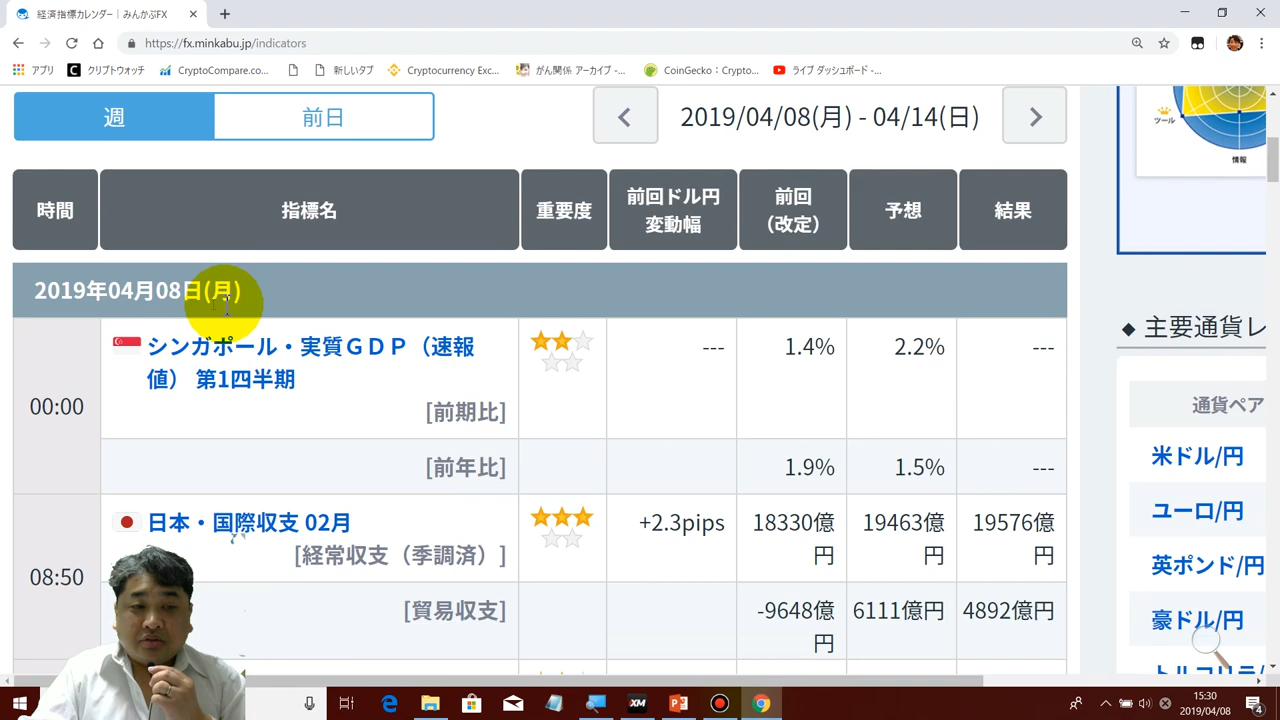 経済指標カレンダー｜みんかぶFX
https://fx.minkabu.jp/indicators
アプリ クリプトウォッチ CryptoCompare.co... 新しいタブ Cryptocurrency Exc... がん関係 アーカイブ -... CoinGecko：Crypto... ライブ ダッシュボード -...
週 前日 2019/04/08(月) - 04/14(日)
ツール
情報
時間 指標名 重要度 前回ドル円 変動幅 前回 （改定） 予想 結果
2019年04月08日(月)
00:00 シンガポール・実質ＧＤＰ（速報
値） 第1四半期
[前期比] --- 1.4% 2.2% ---
[前年比] 1.9% 1.5% ---
08:50 日本・国際収支 02月
[経常収支（季調済）] +2.3pips 18330億円 19463億円 19576億円
[貿易収支] -9648億円 6111億円 4892億円
主要通貨レ
通貨ペア
米ドル/円
ユーロ/円
英ポンド/円
豪ドル/円
トルコリラ/
XM
15:30
2019/04/08
4